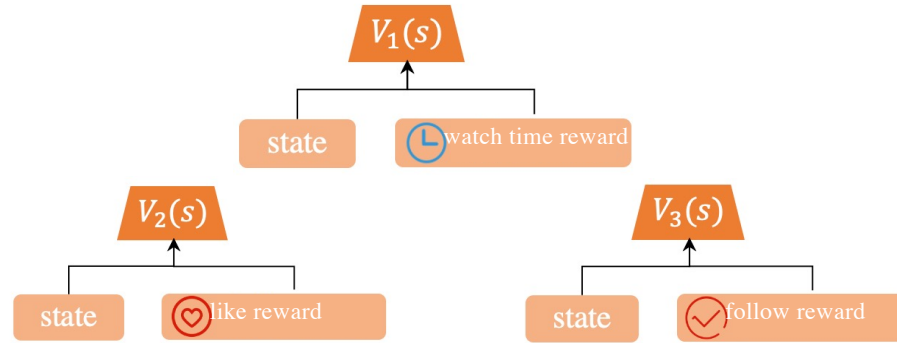 V₁(s)
state
watch time reward
V₂(s)
V₃(s)
state
like reward
state
follow reward